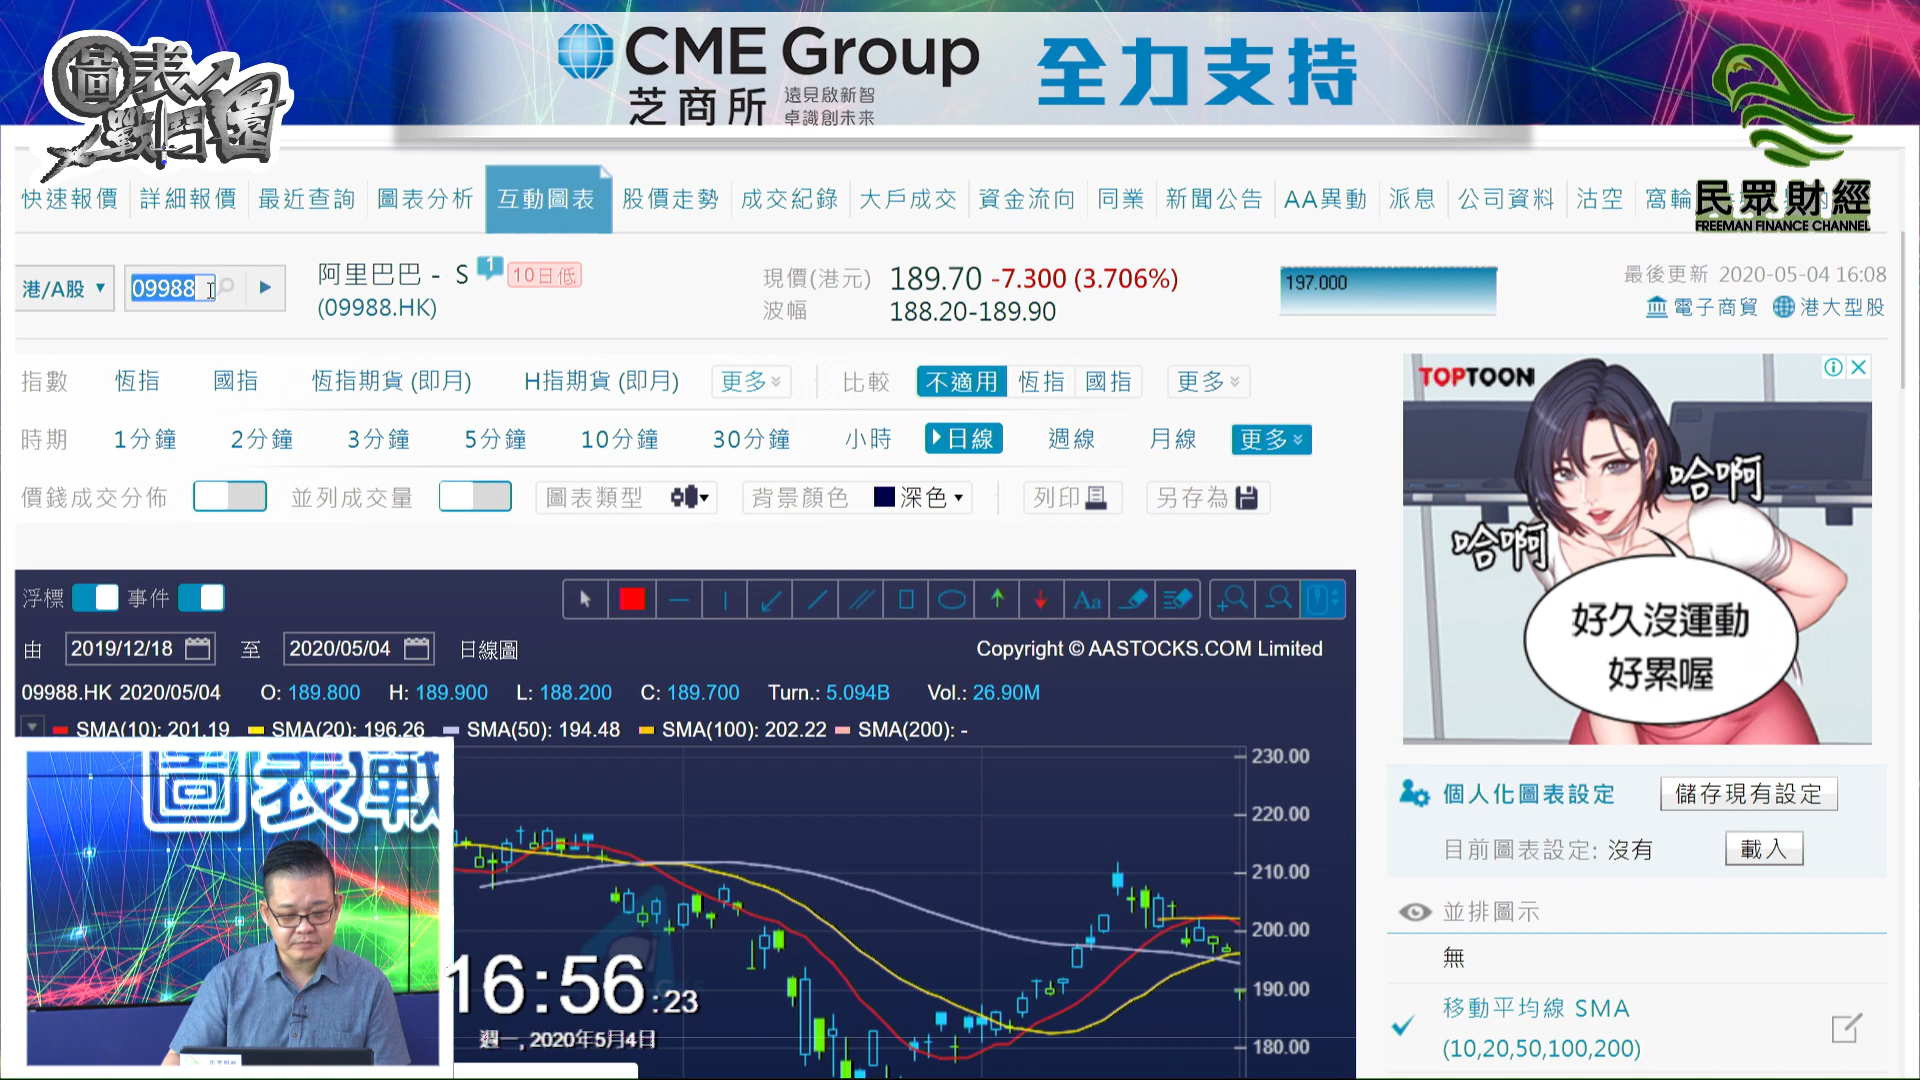 CME Group
芝商所
遠見啟新智
卓識創未來
全力支持
圖表
戰鬥圈
民眾財經
FREEMAN FINANCE CHANNEL
快速報價 詳細報價 最近查詢 圖表分析 互動圖表 股價走勢 成交紀錄 大戶成交 資金流向 同業 新聞公告 AA異動 派息 公司資料 沽空 窩輪
港/A股 09988 阿里巴巴 - S 1 10日低
(09988.HK)
現價(港元) 189.70 -7.300 (3.706%)
波幅 188.20-189.90
197.000
最後更新 2020-05-04 16:08
電子商貿 港大型股
指數 恆指 國指 恆指期貨 (即月) H指期貨 (即月) 更多 比較 不適用 恆指 國指 更多
時期 1分鐘 2分鐘 3分鐘 5分鐘 10分鐘 30分鐘 小時 日線 週線 月線 更多
價錢成交分佈 並列成交量 圖表類型 背景顏色 深色 列印 另存為
TOPTOON
哈啊
哈啊
好久沒運動
好累喔
浮標 事件
Aa
由 2019/12/18 至 2020/05/04 日線圖
Copyright © AASTOCKS.COM Limited
09988.HK 2020/05/04 O: 189.800 H: 189.900 L: 188.200 C: 189.700 Turn.: 5.094B Vol.: 26.90M
SMA(10): 201.19 SMA(20): 196.26 SMA(50): 194.48 SMA(100): 202.22 SMA(200): -
230.00
220.00
210.00
200.00
190.00
180.00
圖表戰
16:56:23
週一, 2020年5月4日
個人化圖表設定 儲存現有設定
目前圖表設定: 沒有 載入
並排圖示
無
移動平均線 SMA
(10,20,50,100,200)